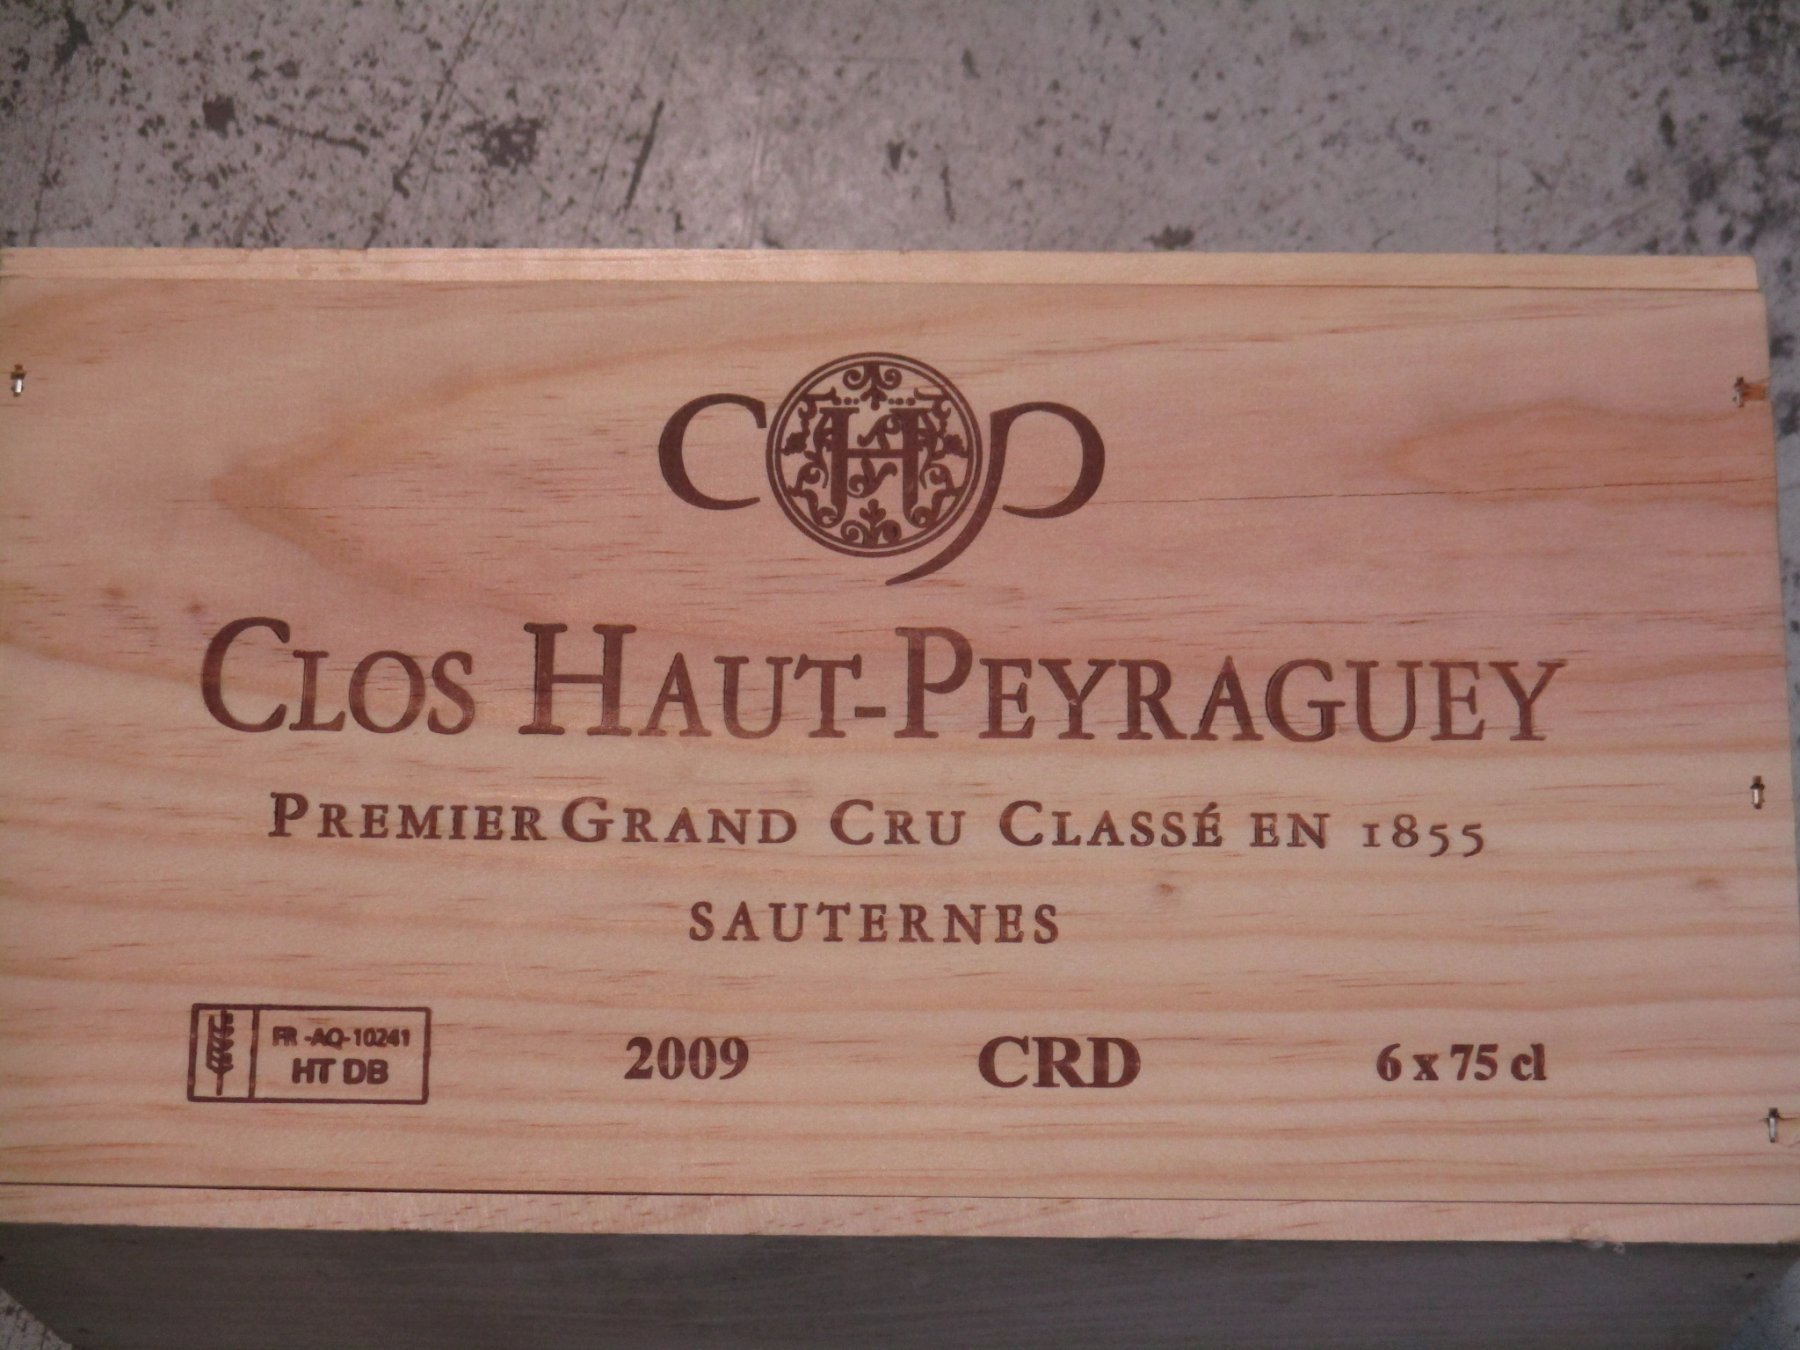 CHP
CLOS HAUT-PEYRAGUEY
PREMIER GRAND CRU CLASSÉ EN 1855
SAUTERNES
FR -AQ-10241
HT DB
2009 CRD 6 x 75 cl